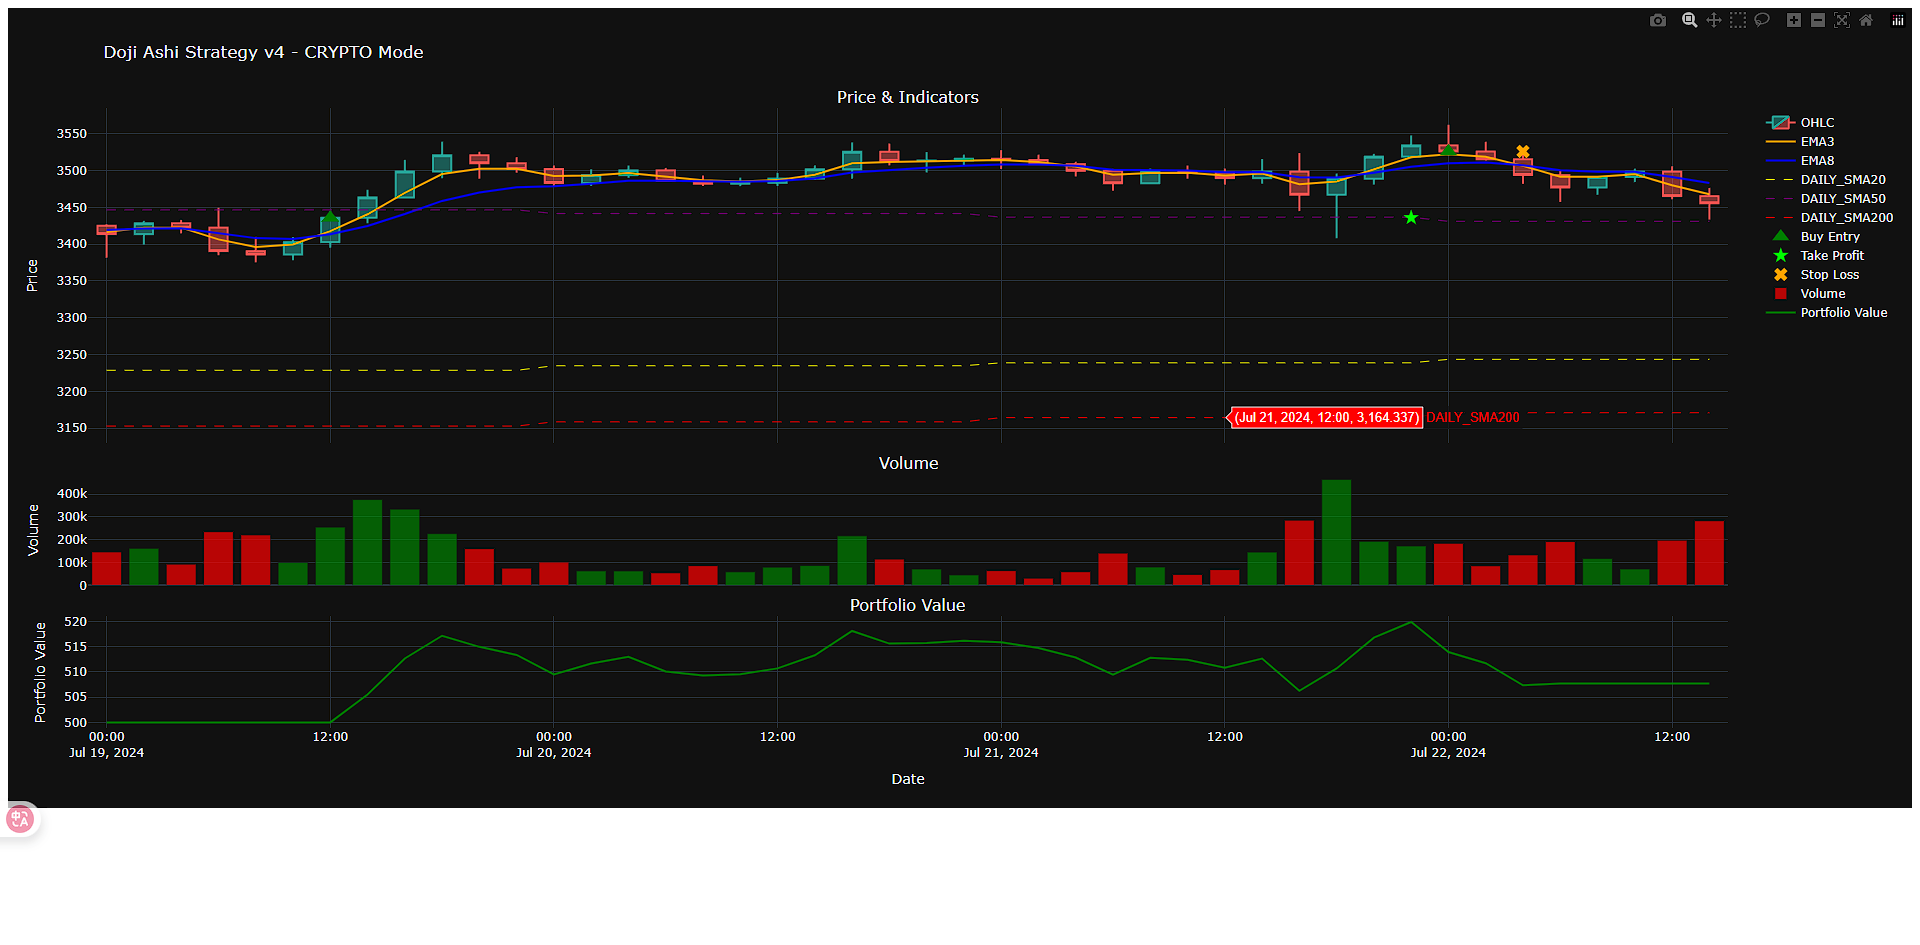 Doji Ashi Strategy v4 - CRYPTO Mode
Price & Indicators
3550
3500
3450
3400
3350
3300
3250
3200
3150
Price
OHLC
EMA3
EMA8
DAILY_SMA20
DAILY_SMA50
DAILY_SMA200
Buy Entry
Take Profit
Stop Loss
Volume
Portfolio Value
(Jul 21, 2024, 12:00, 3,164.337) DAILY_SMA200
Volume
400k
300k
200k
100k
0
Volume
Portfolio Value
520
515
510
505
500
Portfolio Value
00:00 12:00 00:00 12:00 00:00 12:00 00:00 12:00
Jul 19, 2024 Jul 20, 2024 Jul 21, 2024 Jul 22, 2024
Date
中A